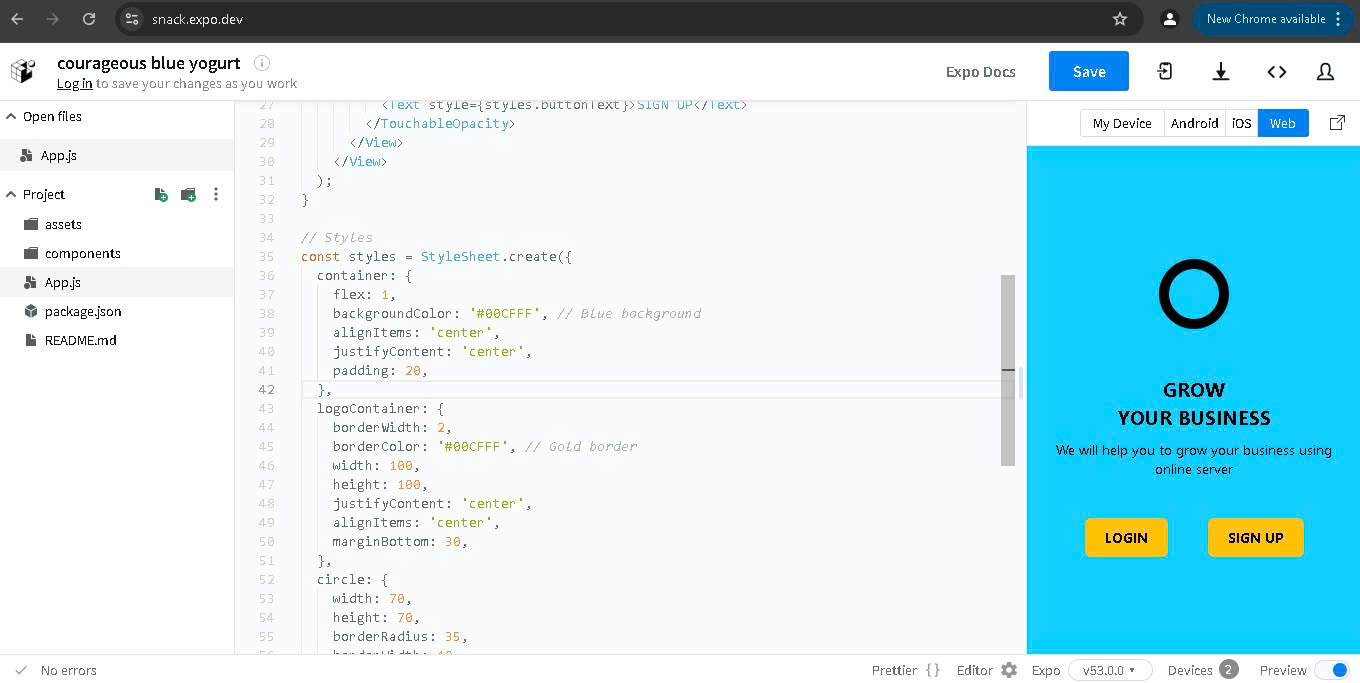 snack.expo.dev
New Chrome available
courageous blue yogurt
Log in to save your changes as you work
Expo Docs
Save
Open files
App.js
Project
assets
components
App.js
package.json
README.md
27 <Text style={styles.buttonText}>SIGN UP</Text>
28 </TouchableOpacity>
29 </View>
30 </View>
31 );
32 }
33
34 // Styles
35 const styles = StyleSheet.create({
36 container: {
37 flex: 1,
38 backgroundColor: '#00CFFF', // Blue background
39 alignItems: 'center',
40 justifyContent: 'center',
41 padding: 20,
42 },
43 logoContainer: {
44 borderWidth: 2,
45 borderColor: '#00CFFF', // Gold border
46 width: 100,
47 height: 100,
48 justifyContent: 'center',
49 alignItems: 'center',
50 marginBottom: 30,
51 },
52 circle: {
53 width: 70,
54 height: 70,
55 borderRadius: 35,
My Device Android iOS Web
GROW
YOUR BUSINESS
We will help you to grow your business using
online server
LOGIN SIGN UP
No errors
Prettier {} Editor Expo v53.0.0 Devices 2 Preview